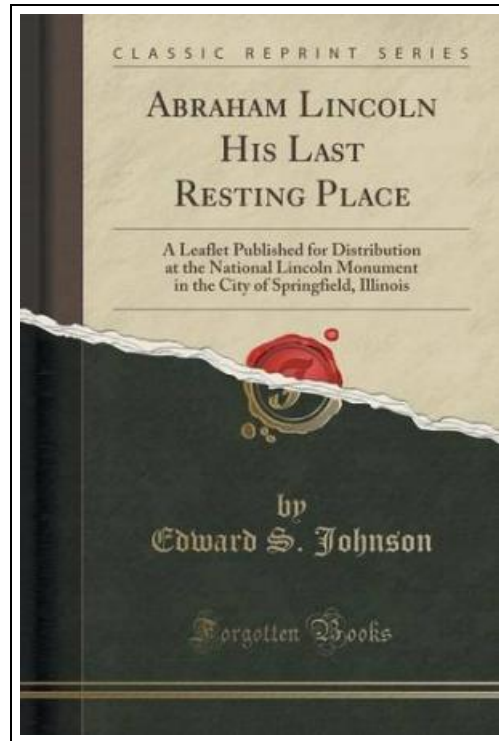 CLASSIC REPRINT SERIES
ABRAHAM LINCOLN
HIS LAST
RESTING PLACE
A Leaflet Published for Distribution
at the National Lincoln Monument
in the City of Springfield, Illinois
by
Edward S. Johnson
Forgotten Books